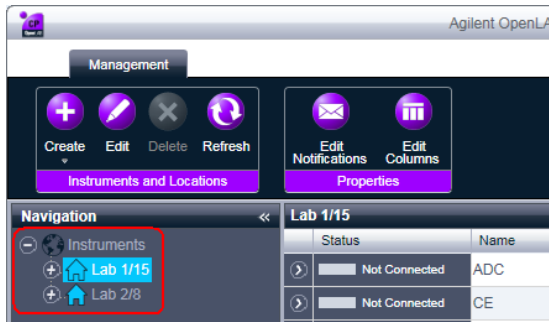 CP
Agilent OpenLA
Management
Create Edit Delete Refresh
Instruments and Locations
Edit Notifications
Edit Columns
Properties
Navigation «
Instruments
Lab 1/15
Lab 2/8
Lab 1/15
Status Name
Not Connected ADC
Not Connected CE